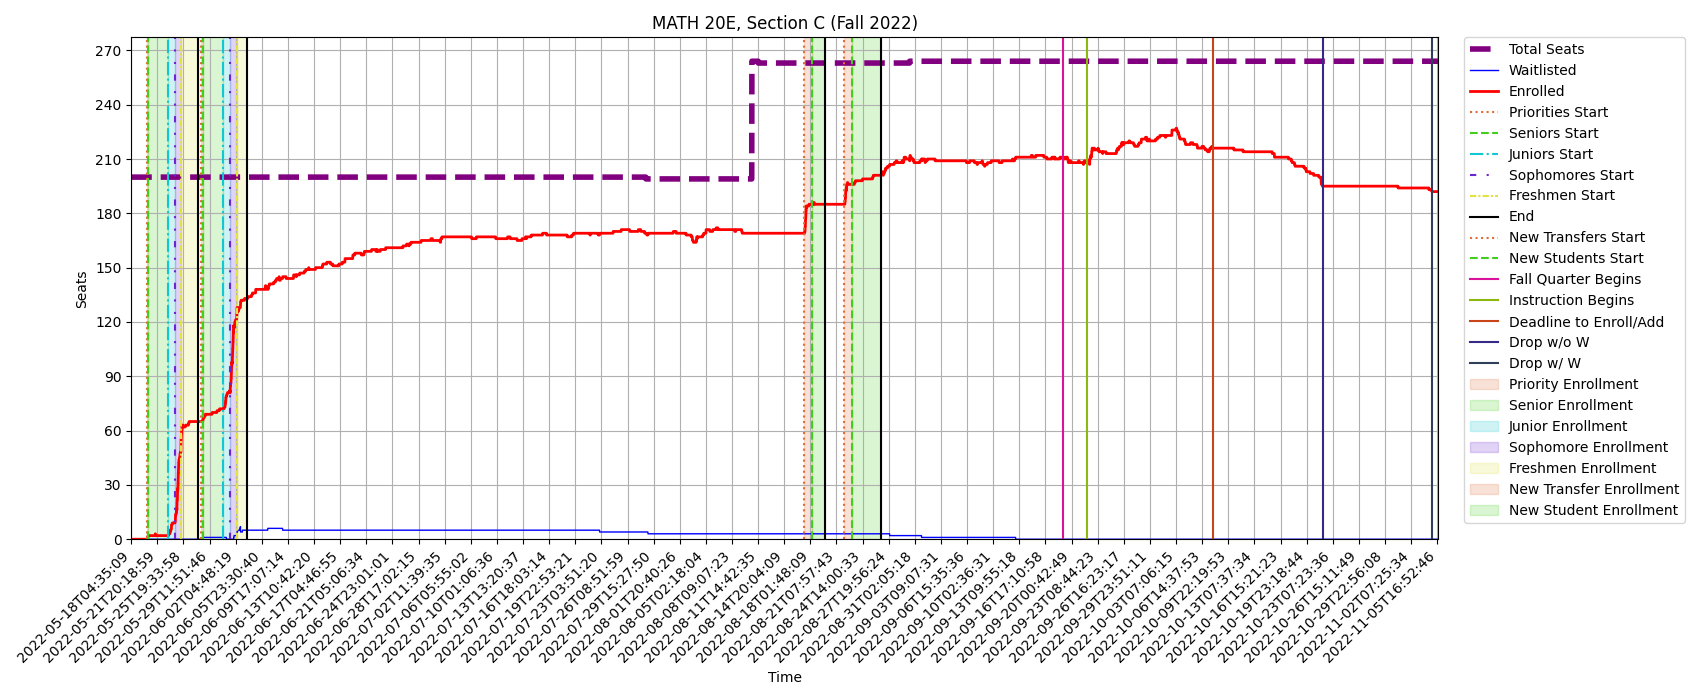 MATH 20E, Section C (Fall 2022)
Seats
270
240
210
180
150
120
90
60
30
0
2022-05-18T04:35:09
2022-05-21T20:18:59
2022-05-25T19:33:58
2022-05-29T11:51:46
2022-06-02T04:48:19
2022-06-05T23:30:40
2022-06-09T17:07:14
2022-06-13T10:42:20
2022-06-17T04:46:55
2022-06-21T05:06:34
2022-06-24T23:01:01
2022-06-28T17:02:15
2022-07-02T11:39:35
2022-07-06T05:55:02
2022-07-10T01:06:36
2022-07-13T13:20:37
2022-07-16T18:03:14
2022-07-19T22:53:21
2022-07-23T03:51:20
2022-07-26T08:51:59
2022-07-29T15:27:50
2022-08-01T20:40:26
2022-08-05T02:18:04
2022-08-08T09:07:23
2022-08-11T14:42:35
2022-08-14T20:04:09
2022-08-18T01:48:09
2022-08-21T07:57:43
2022-08-24T14:00:33
2022-08-27T19:56:24
2022-08-31T02:05:18
2022-09-03T09:07:31
2022-09-06T15:35:36
2022-09-10T02:36:31
2022-09-13T09:55:18
2022-09-16T17:10:58
2022-09-20T00:42:49
2022-09-23T08:44:23
2022-09-26T16:23:17
2022-09-29T23:51:11
2022-10-03T07:06:15
2022-10-06T14:37:53
2022-10-09T22:19:53
2022-10-13T07:37:34
2022-10-16T15:21:23
2022-10-19T23:18:44
2022-10-23T07:23:36
2022-10-26T15:11:49
2022-10-29T22:56:08
2022-11-02T07:25:34
2022-11-05T16:52:46
Time
Total Seats
Waitlisted
Enrolled
Priorities Start
Seniors Start
Juniors Start
Sophomores Start
Freshmen Start
End
New Transfers Start
New Students Start
Fall Quarter Begins
Instruction Begins
Deadline to Enroll/Add
Drop w/o W
Drop w/ W
Priority Enrollment
Senior Enrollment
Junior Enrollment
Sophomore Enrollment
Freshmen Enrollment
New Transfer Enrollment
New Student Enrollment